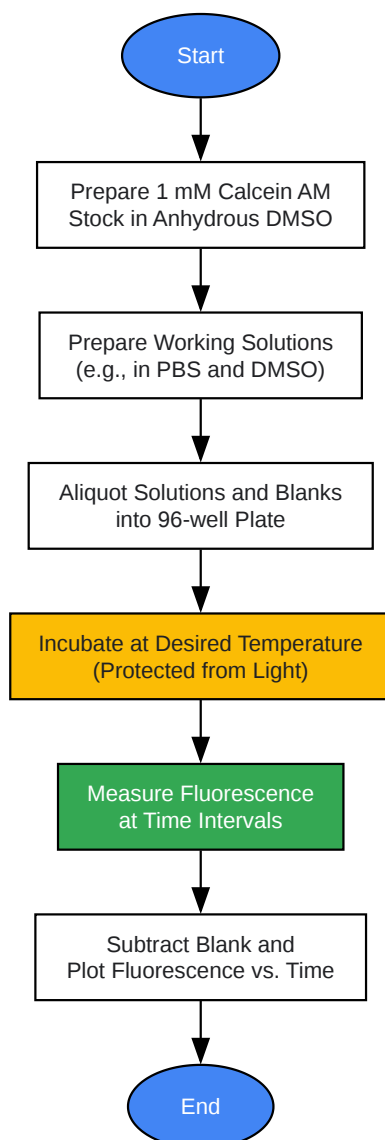 Start
Prepare 1 mM Calcein AM
Stock in Anhydrous DMSO
Prepare Working Solutions
(e.g., in PBS and DMSO)
Aliquot Solutions and Blanks
into 96-well Plate
Incubate at Desired Temperature
(Protected from Light)
Measure Fluorescence
at Time Intervals
Subtract Blank and
Plot Fluorescence vs. Time
End